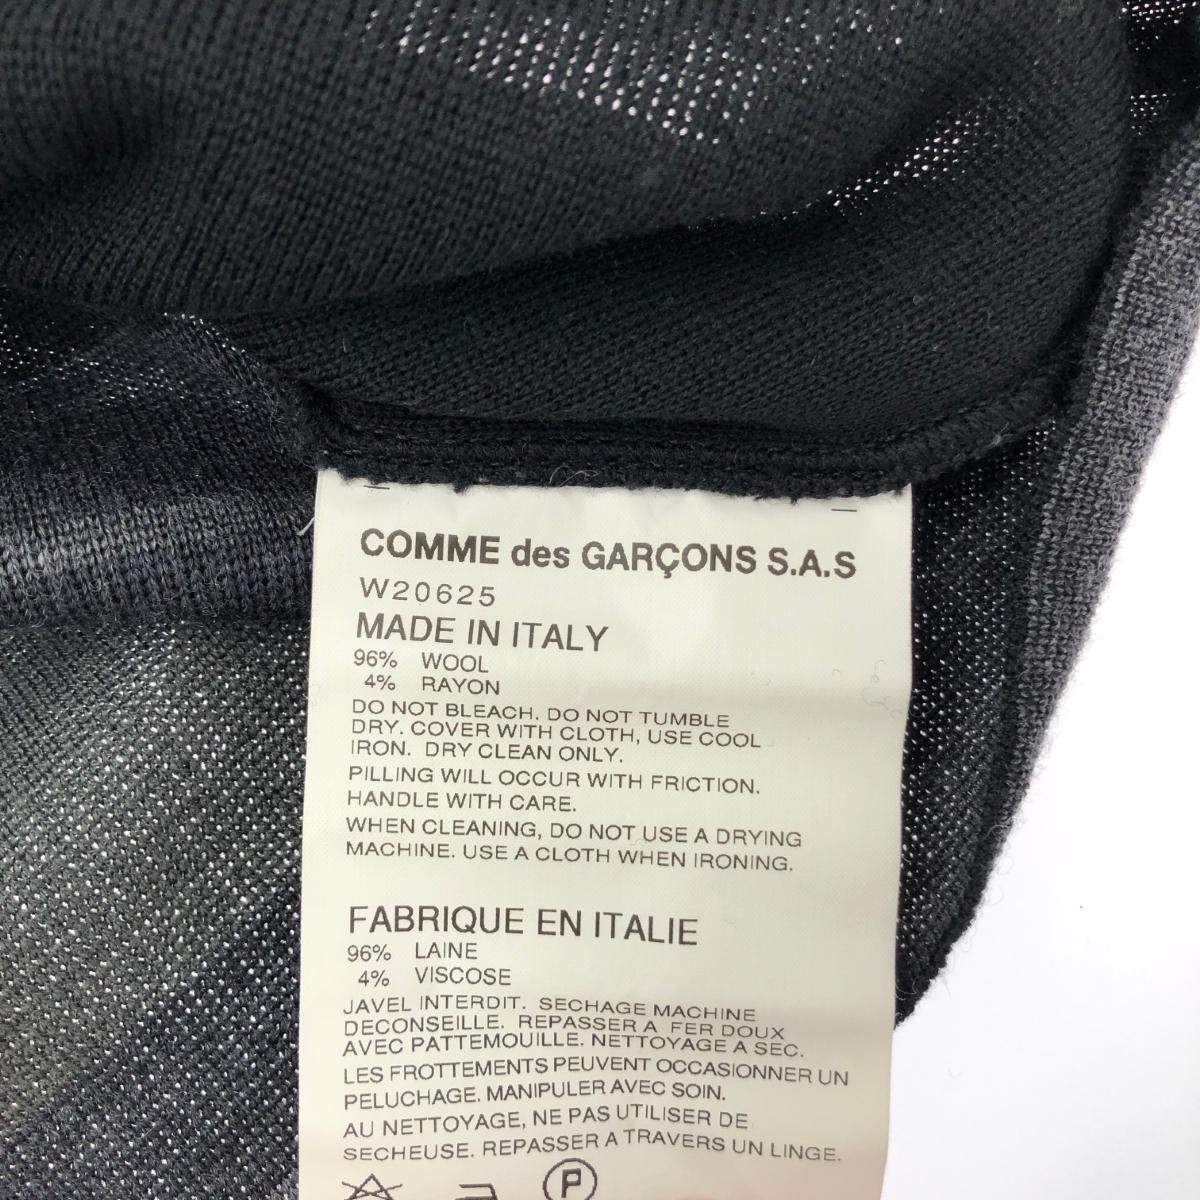 COMME des GARÇONS S.A.S
W20625
MADE IN ITALY
96% WOOL
4% RAYON
DO NOT BLEACH. DO NOT TUMBLE
DRY. COVER WITH CLOTH, USE COOL
IRON. DRY CLEAN ONLY.
PILLING WILL OCCUR WITH FRICTION.
HANDLE WITH CARE.
WHEN CLEANING, DO NOT USE A DRYING
MACHINE. USE A CLOTH WHEN IRONING.
FABRIQUE EN ITALIE
96% LAINE
4% VISCOSE
JAVEL INTERDIT. SECHAGE MACHINE
DECONSEILLE. REPASSER A FER DOUX
AVEC PATTEMOUILLE. NETTOYAGE A SEC.
LES FROTTEMENTS PEUVENT OCCASIONNER UN
PELUCHAGE. MANIPULER AVEC SOIN.
AU NETTOYAGE, NE PAS UTILISER DE
SECHEUSE. REPASSER A TRAVERS UN LINGE.
P